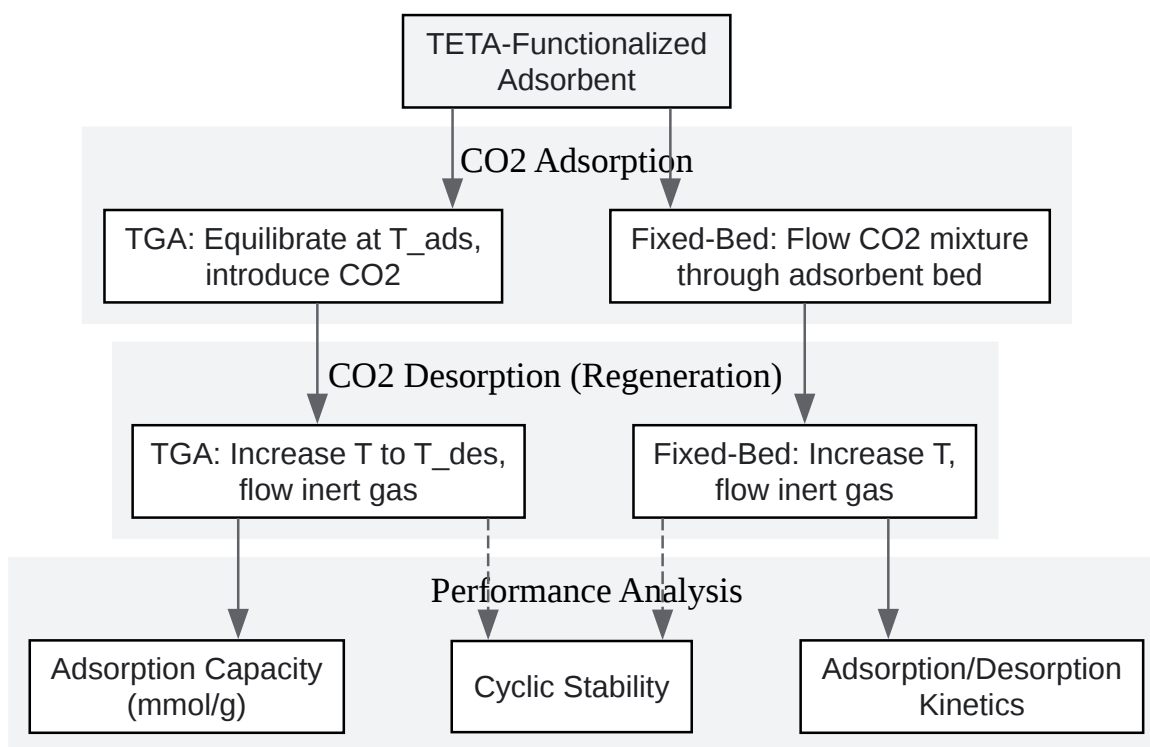 TETA-Functionalized
Adsorbent
CO2 Adsorption
TGA: Equilibrate at T_ads,
introduce CO2
Fixed-Bed: Flow CO2 mixture
through adsorbent bed
CO2 Desorption (Regeneration)
TGA: Increase T to T_des,
flow inert gas
Fixed-Bed: Increase T,
flow inert gas
Performance Analysis
Adsorption Capacity
(mmol/g)
Cyclic Stability
Adsorption/Desorption
Kinetics